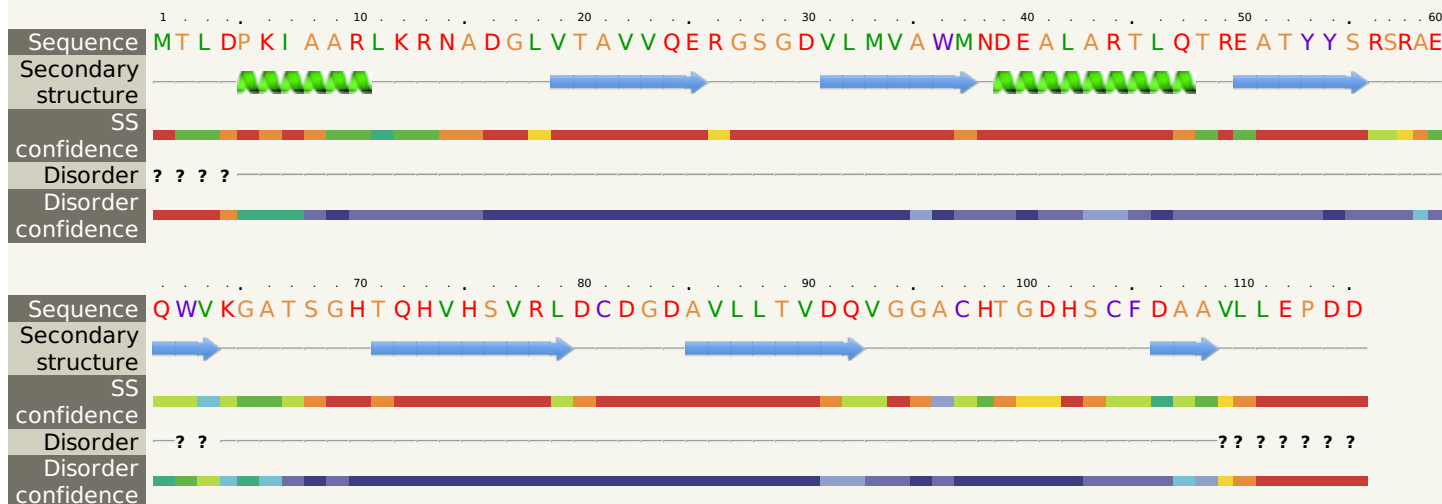 1 10 20 30 40 50 60
Sequence M T L D P K I A A R L K R N A D G L V T A V V Q E R G S G D V L M V A W M N D E A L A R T L Q T R E A T Y Y S R S R A E
Secondary
structure
SS
confidence
Disorder ? ? ? ?
Disorder
confidence
70 80 90 100 110
Sequence Q W V K G A T S G H T Q H V H S V R L D C D G D A V L L T V D Q V G G A C H T G D H S C F D A A V L L E P D D
Secondary
structure
SS
confidence
Disorder ? ? ? ? ? ? ? ? ?
Disorder
confidence